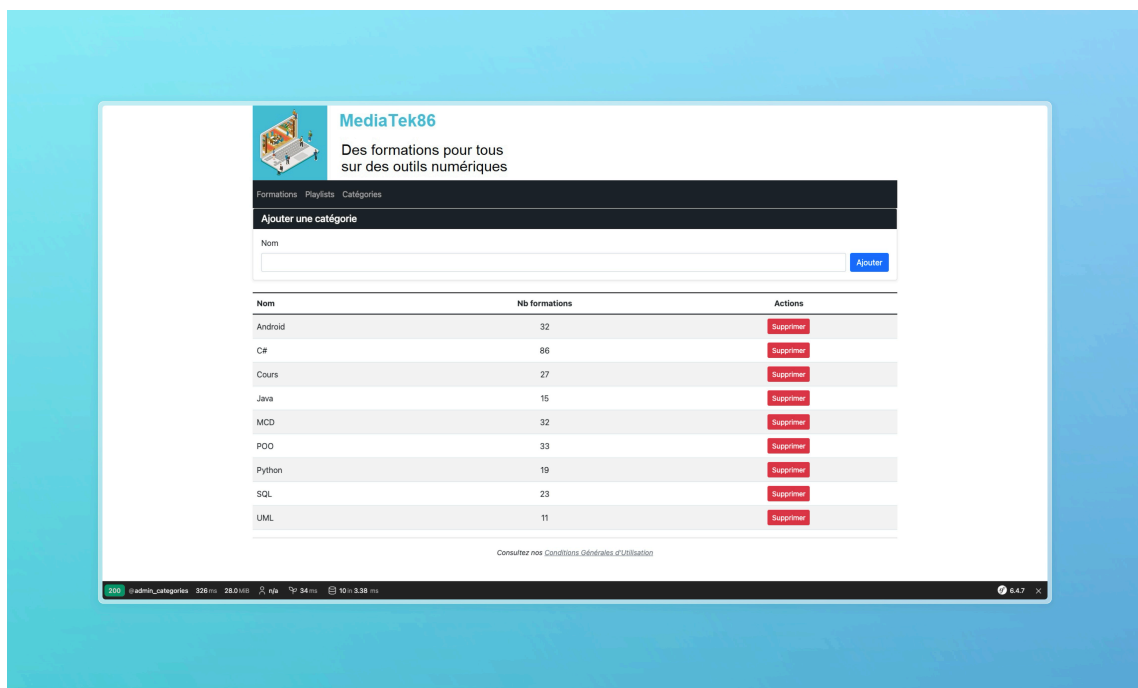 MediaTek86
Des formations pour tous
sur des outils numériques
Formations Playlists Catégories
Ajouter une catégorie
Nom
Ajouter
Nom Nb formations Actions
Android 32 Supprimer
C# 86 Supprimer
Cours 27 Supprimer
Java 15 Supprimer
MCD 32 Supprimer
POO 33 Supprimer
Python 19 Supprimer
SQL 23 Supprimer
UML 11 Supprimer
Consultez nos Conditions Générales d'Utilisation
200 @admin_categories 326 ms 28.0 MiB n/a 34 ms 10 in 3.38 ms 6.4.7